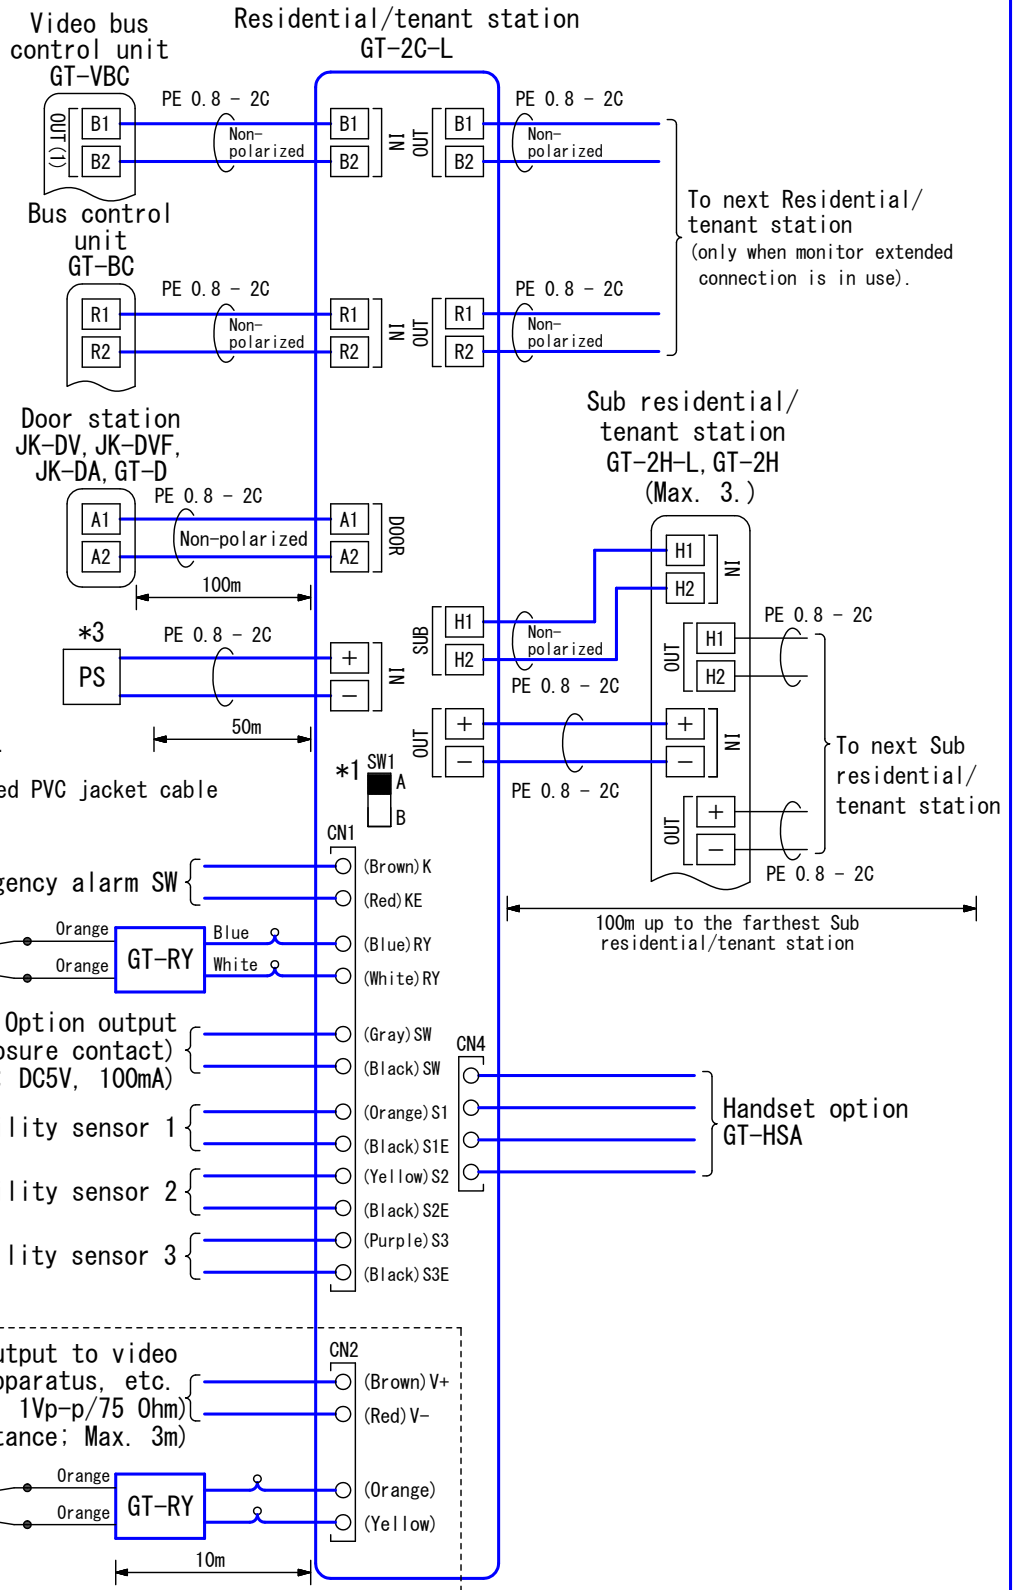 Video bus
control unit
GT-VBC
Residential/tenant station
GT-2C-L
OUT(1)
B1
B2
PE 0.8 - 2C
Non-
polarized
B1
B2
IN
OUT
B1
B2
PE 0.8 - 2C
Non-
polarized
To next Residential/
tenant station
(only when monitor extended
connection is in use).
Bus control
unit
GT-BC
R1
R2
PE 0.8 - 2C
Non-
polarized
R1
R2
IN
OUT
R1
R2
PE 0.8 - 2C
Non-
polarized
Door station
JK-DV, JK-DVF,
JK-DA, GT-D
A1
A2
PE 0.8 - 2C
Non-polarized
A1
A2
DOOR
100m
*3
PS
PE 0.8 - 2C
+
-
IN
50m
Sub residential/
tenant station
GT-2H-L, GT-2H
(Max. 3.)
SUB
H1
H2
Non-
polarized
PE 0.8 - 2C
H1
H2
IN
OUT
H1
H2
PE 0.8 - 2C
OUT
+
-
PE 0.8 - 2C
+
-
IN
OUT
+
-
PE 0.8 - 2C
To next Sub
residential/
tenant station
100m up to the farthest Sub
residential/tenant station
ed PVC jacket cable
*1
SW1
A
B
CN1
gency alarm SW
(Brown)K
(Red)KE
Orange
Orange
GT-RY
Blue
White
(Blue)RY
(White)RY
Option output
osure contact)
: DC5V, 100mA)
(Gray)SW
(Black)SW
lity sensor 1
(Orange)S1
(Black)S1E
lity sensor 2
(Yellow)S2
(Black)S2E
lity sensor 3
(Purple)S3
(Black)S3E
CN4
Handset option
GT-HSA
CN2
utput to video
pparatus, etc.
1Vp-p/75 Ohm)
tance; Max. 3m)
(Brown)V+
(Red)V-
Orange
Orange
GT-RY
(Orange)
(Yellow)
10m